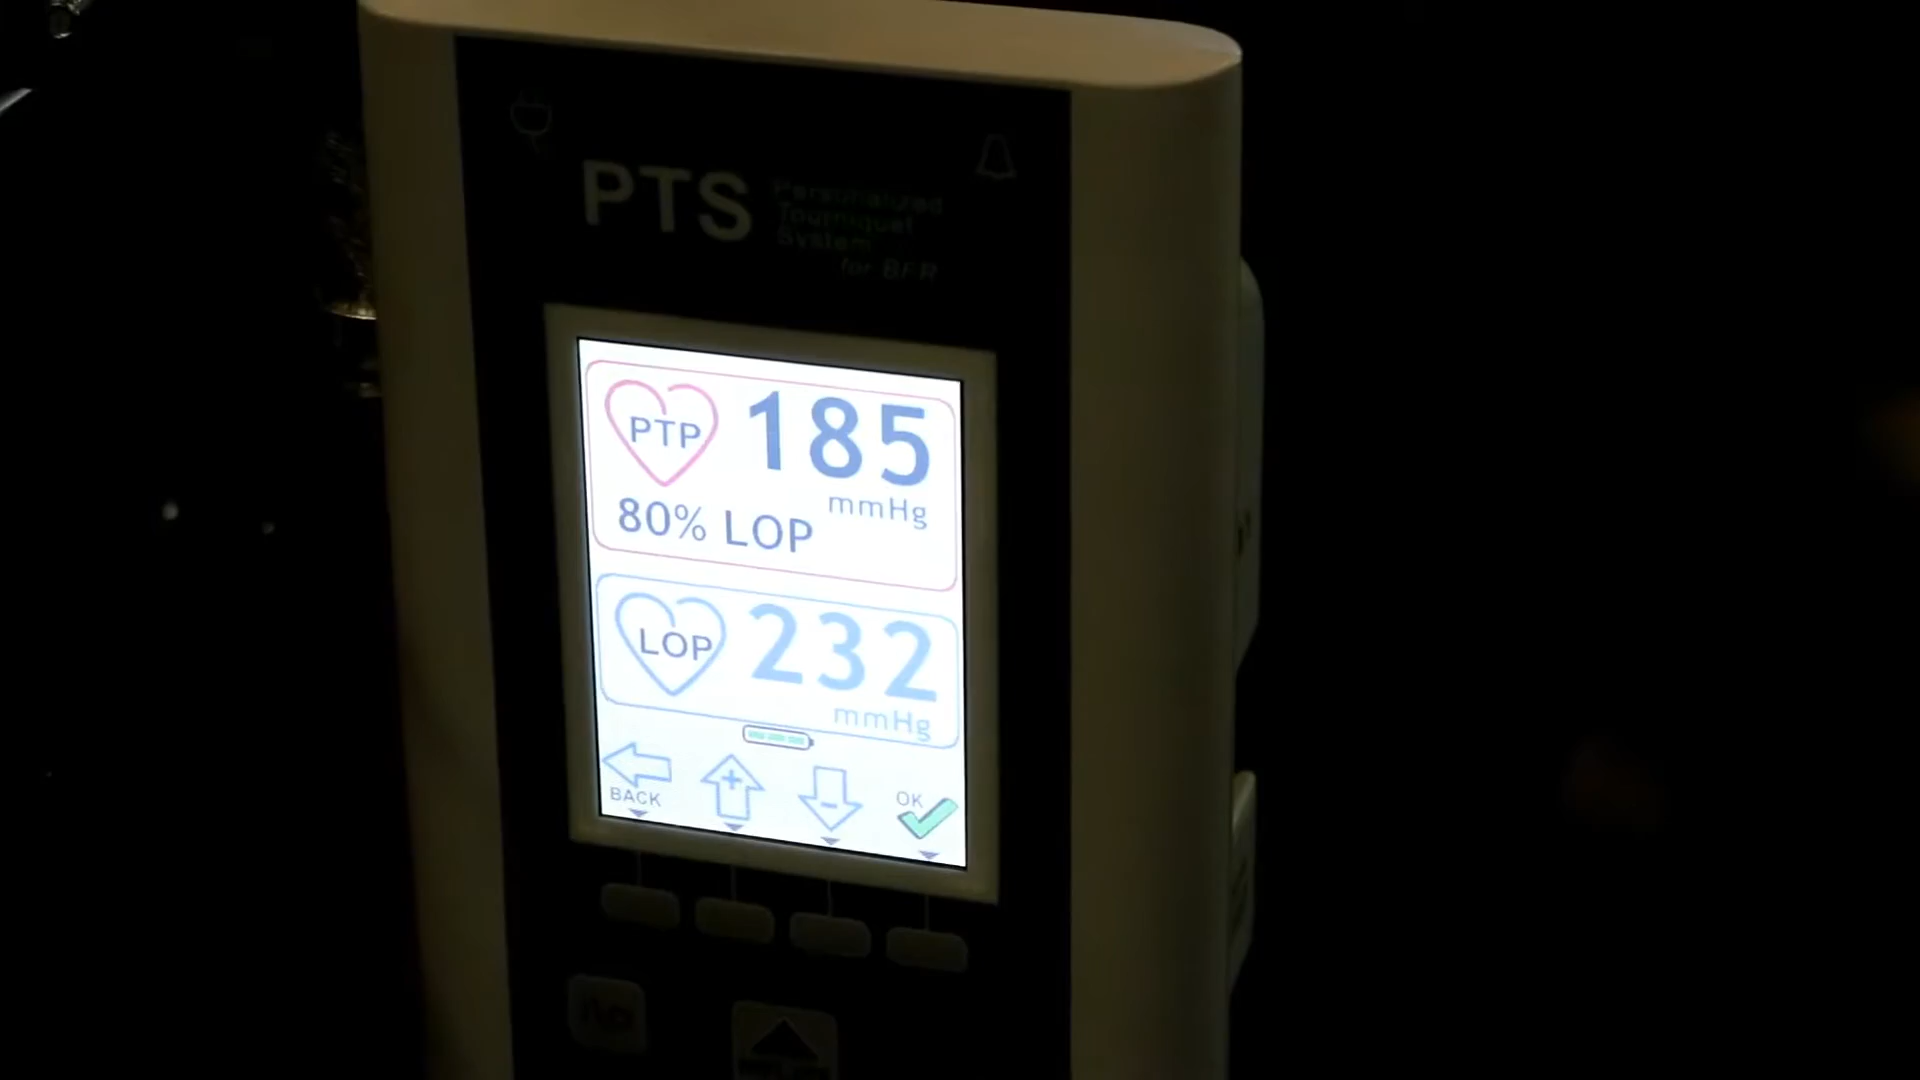 PTS
Personalized
Tourniquet
System
for BFR
PTP
185
mmHg
80% LOP
LOP
232
mmHg
+
-
BACK
OK